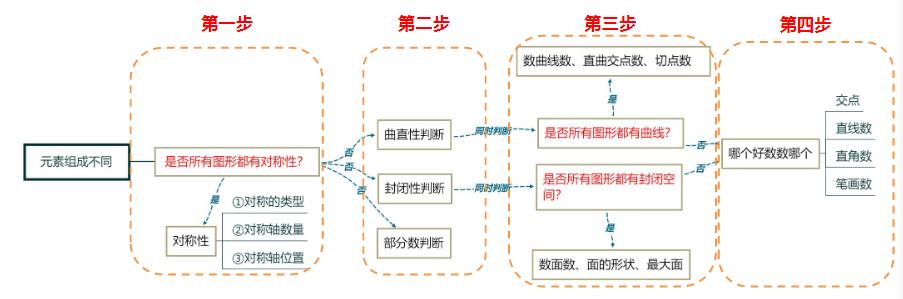 第一步
第二步
第三步
第四步
元素组成不同
是否所有图形都有对称性?
是
对称性
①对称的类型
②对称轴数量
③对称轴位置
否
否
否
曲直性判断
封闭性判断
部分数判断
同时判断
同时判断
数曲线数、直曲交点数、切点数
是
是否所有图形都有曲线?
是否所有图形都有封闭空
间?
是
数面数、面的形状、最大面
否
否
哪个好数数哪个
交点
直线数
直角数
笔画数